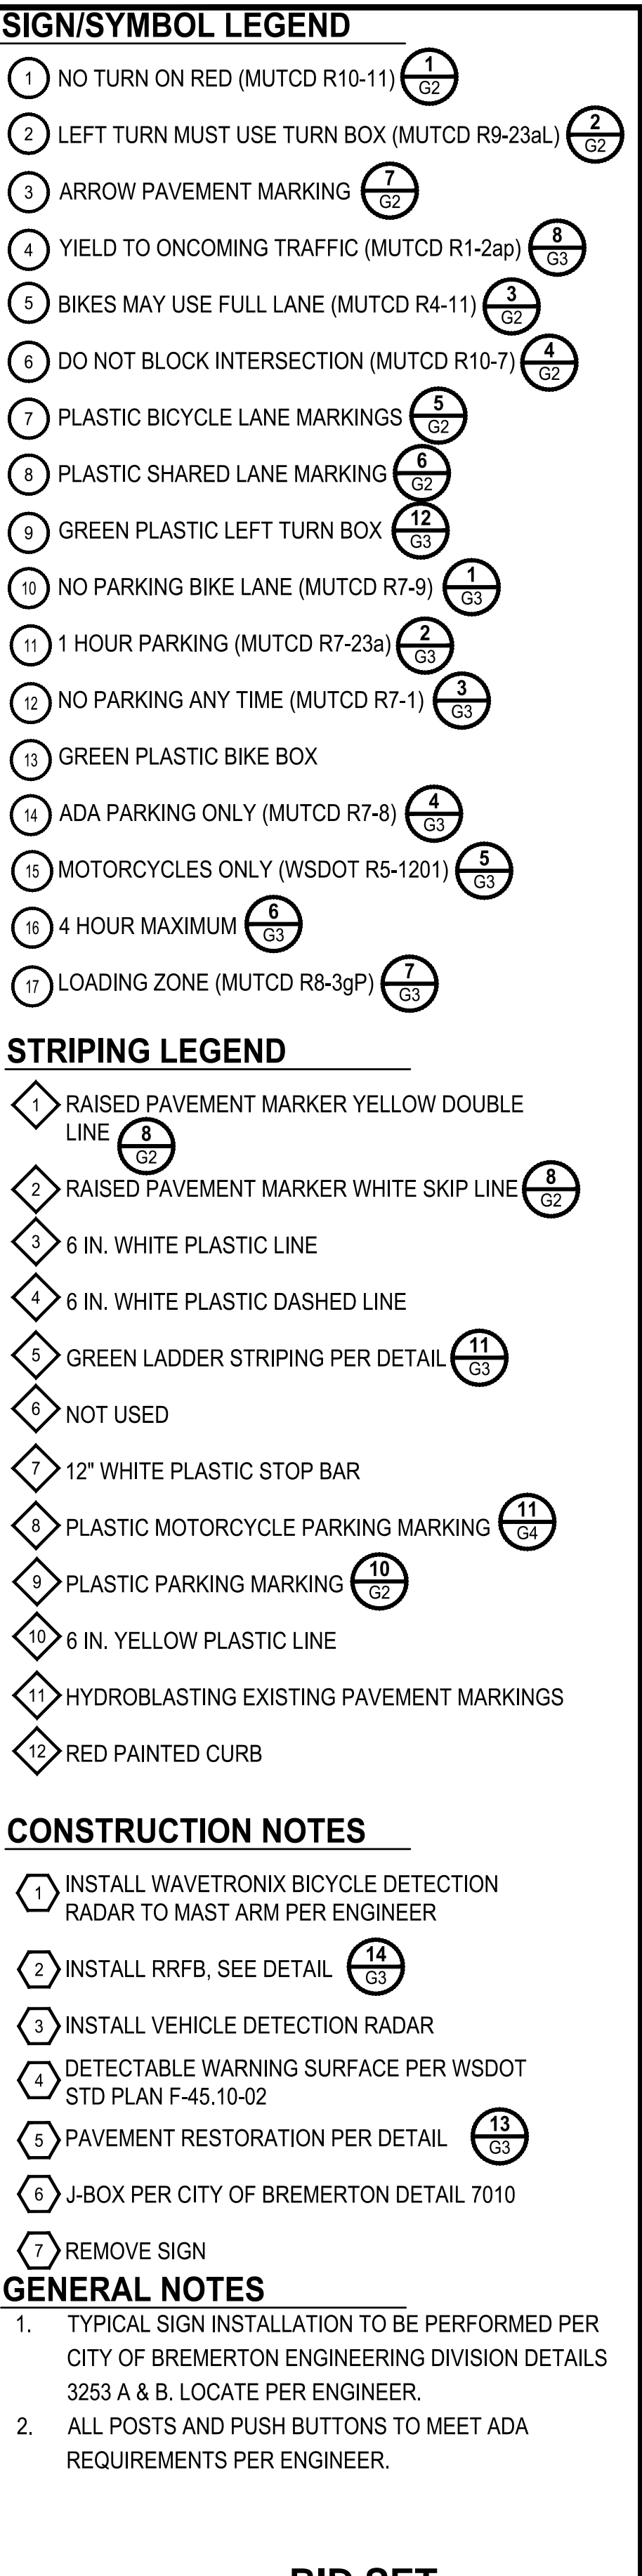 SIGN/SYMBOL LEGEND
1 NO TURN ON RED (MUTCD R10-11) 1 G2
2 LEFT TURN MUST USE TURN BOX (MUTCD R9-23aL) 2 G2
3 ARROW PAVEMENT MARKING 7 G2
4 YIELD TO ONCOMING TRAFFIC (MUTCD R1-2ap) 8 G3
5 BIKES MAY USE FULL LANE (MUTCD R4-11) 3 G2
6 DO NOT BLOCK INTERSECTION (MUTCD R10-7) 4 G2
7 PLASTIC BICYCLE LANE MARKINGS 5 G2
8 PLASTIC SHARED LANE MARKING 6 G2
9 GREEN PLASTIC LEFT TURN BOX 12 G3
10 NO PARKING BIKE LANE (MUTCD R7-9) 1 G3
11 1 HOUR PARKING (MUTCD R7-23a) 2 G3
12 NO PARKING ANY TIME (MUTCD R7-1) 3 G3
13 GREEN PLASTIC BIKE BOX
14 ADA PARKING ONLY (MUTCD R7-8) 4 G3
15 MOTORCYCLES ONLY (WSDOT R5-1201) 5 G3
16 4 HOUR MAXIMUM 6 G3
17 LOADING ZONE (MUTCD R8-3gP) 7 G3
STRIPING LEGEND
1 RAISED PAVEMENT MARKER YELLOW DOUBLE
LINE 8 G2
2 RAISED PAVEMENT MARKER WHITE SKIP LINE 8 G2
3 6 IN. WHITE PLASTIC LINE
4 6 IN. WHITE PLASTIC DASHED LINE
5 GREEN LADDER STRIPING PER DETAIL 11 G3
6 NOT USED
7 12" WHITE PLASTIC STOP BAR
8 PLASTIC MOTORCYCLE PARKING MARKING 11 G4
9 PLASTIC PARKING MARKING 10 G2
10 6 IN. YELLOW PLASTIC LINE
11 HYDROBLASTING EXISTING PAVEMENT MARKINGS
12 RED PAINTED CURB
CONSTRUCTION NOTES
1 INSTALL WAVETRONIX BICYCLE DETECTION
RADAR TO MAST ARM PER ENGINEER
2 INSTALL RRFB, SEE DETAIL 14 G3
3 INSTALL VEHICLE DETECTION RADAR
4 DETECTABLE WARNING SURFACE PER WSDOT
STD PLAN F-45.10-02
5 PAVEMENT RESTORATION PER DETAIL 13 G3
6 J-BOX PER CITY OF BREMERTON DETAIL 7010
7 REMOVE SIGN
GENERAL NOTES
1. TYPICAL SIGN INSTALLATION TO BE PERFORMED PER
CITY OF BREMERTON ENGINEERING DIVISION DETAILS
3253 A & B. LOCATE PER ENGINEER.
2. ALL POSTS AND PUSH BUTTONS TO MEET ADA
REQUIREMENTS PER ENGINEER.
BID SET